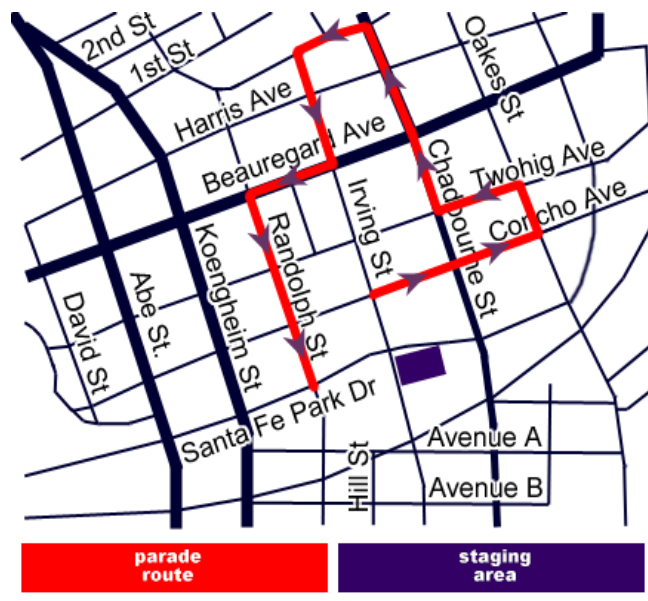 2nd St
1st St
Oakes St
Harris Ave
Beauregard Ave
Chadbourne St
Twohig Ave
Concho Ave
Irving St
Randolph St
Koengheim St
Abe St.
David St
Santa Fe Park Dr
Hill St
Avenue A
Avenue B
parade
route
staging
area